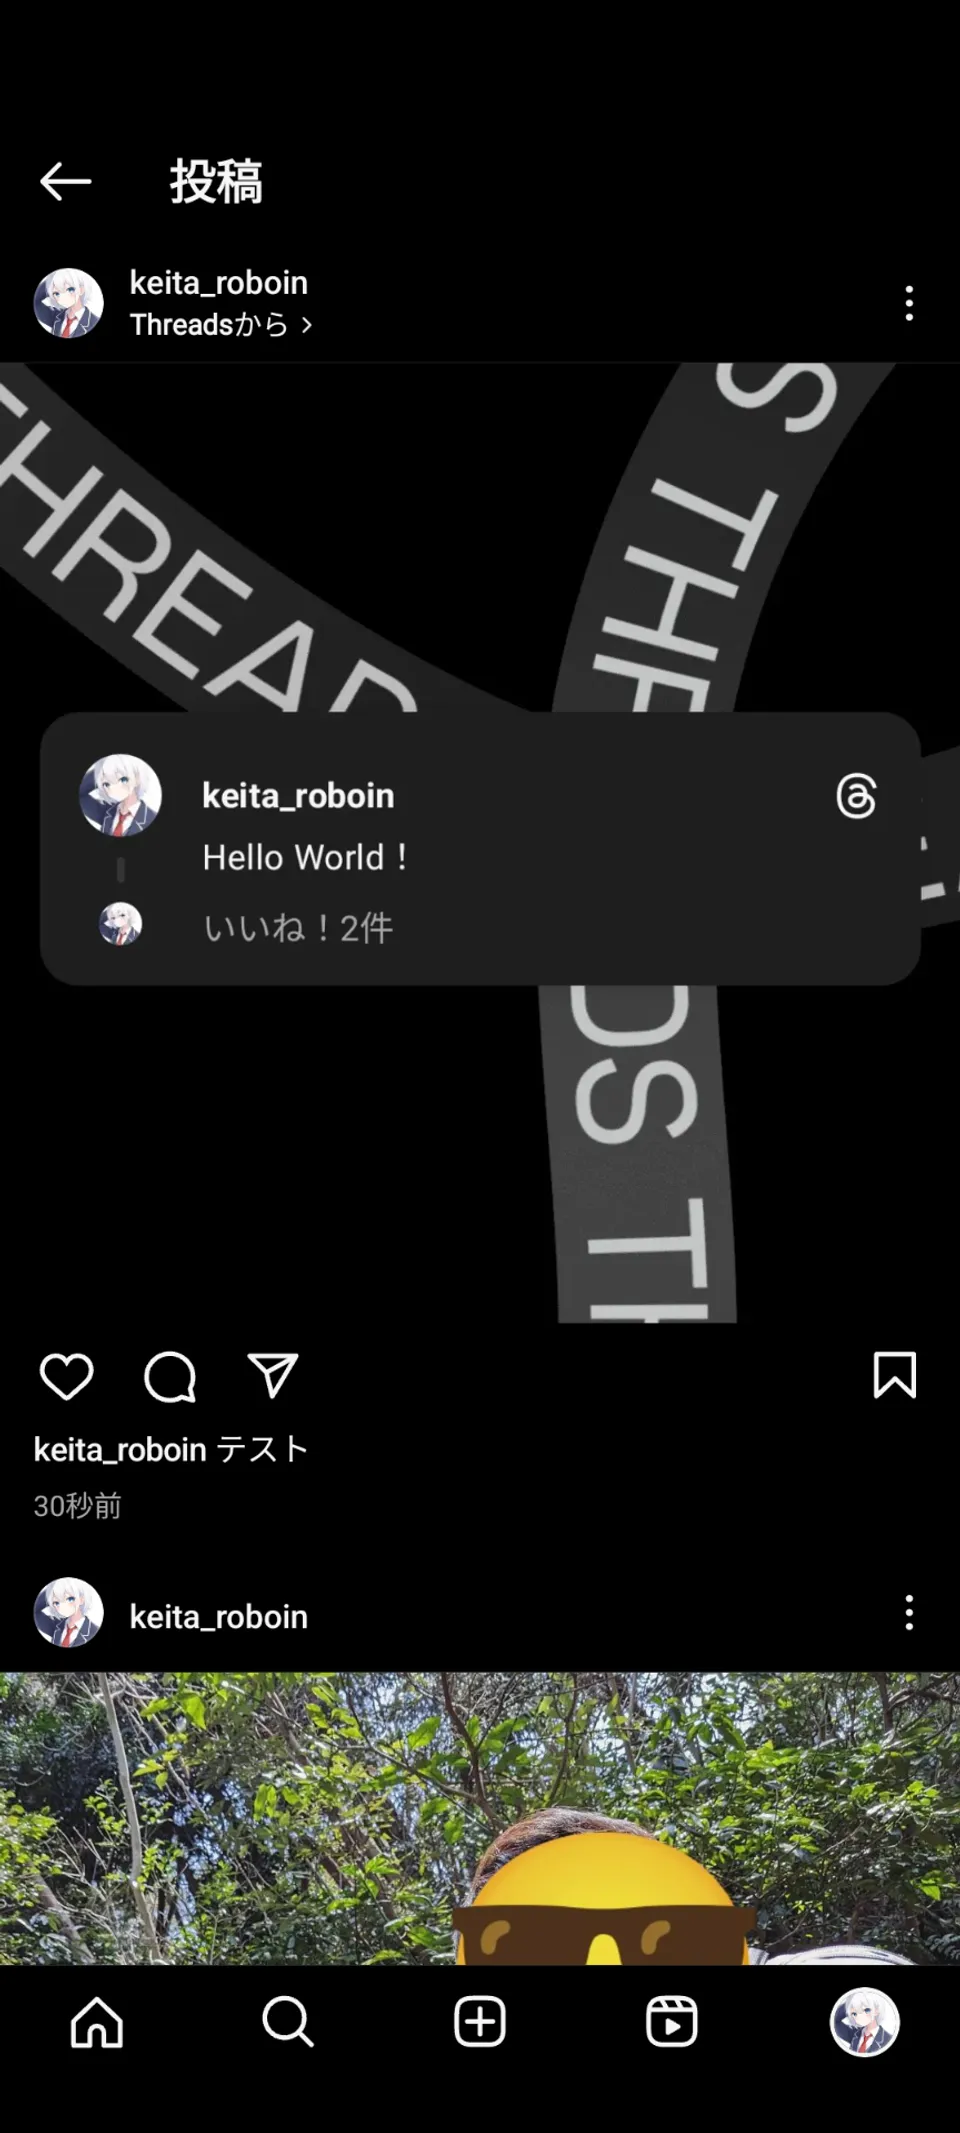 投稿
keita_roboin
Threadsから >
THREAD
S THR
keita_roboin
Hello World！
いいね！2件
DS TH
keita_roboin テスト
30秒前
keita_roboin